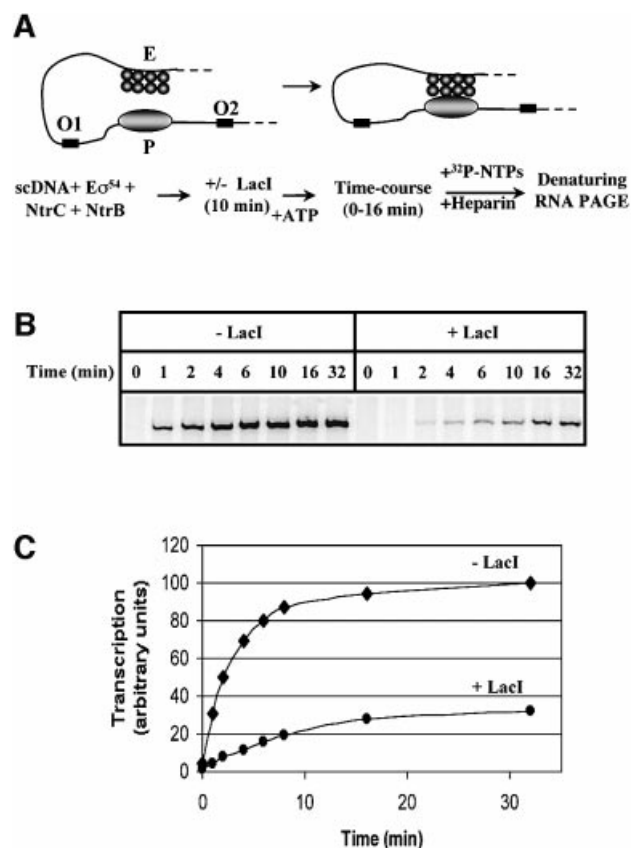 A
E
O1
O2
P
scDNA+ Eσ⁵⁴ +
NtrC + NtrB
+/- LacI
(10 min)
+ATP
Time-course
(0-16 min)
+³²P-NTPs
+Heparin
Denaturing
RNA PAGE
B
- LacI + LacI
Time (min) 0 1 2 4 6 10 16 32 0 1 2 4 6 10 16 32
C
Transcription
(arbitrary units)
120
100
80
60
40
20
0
- LacI
+ LacI
0 10 20 30
Time (min)